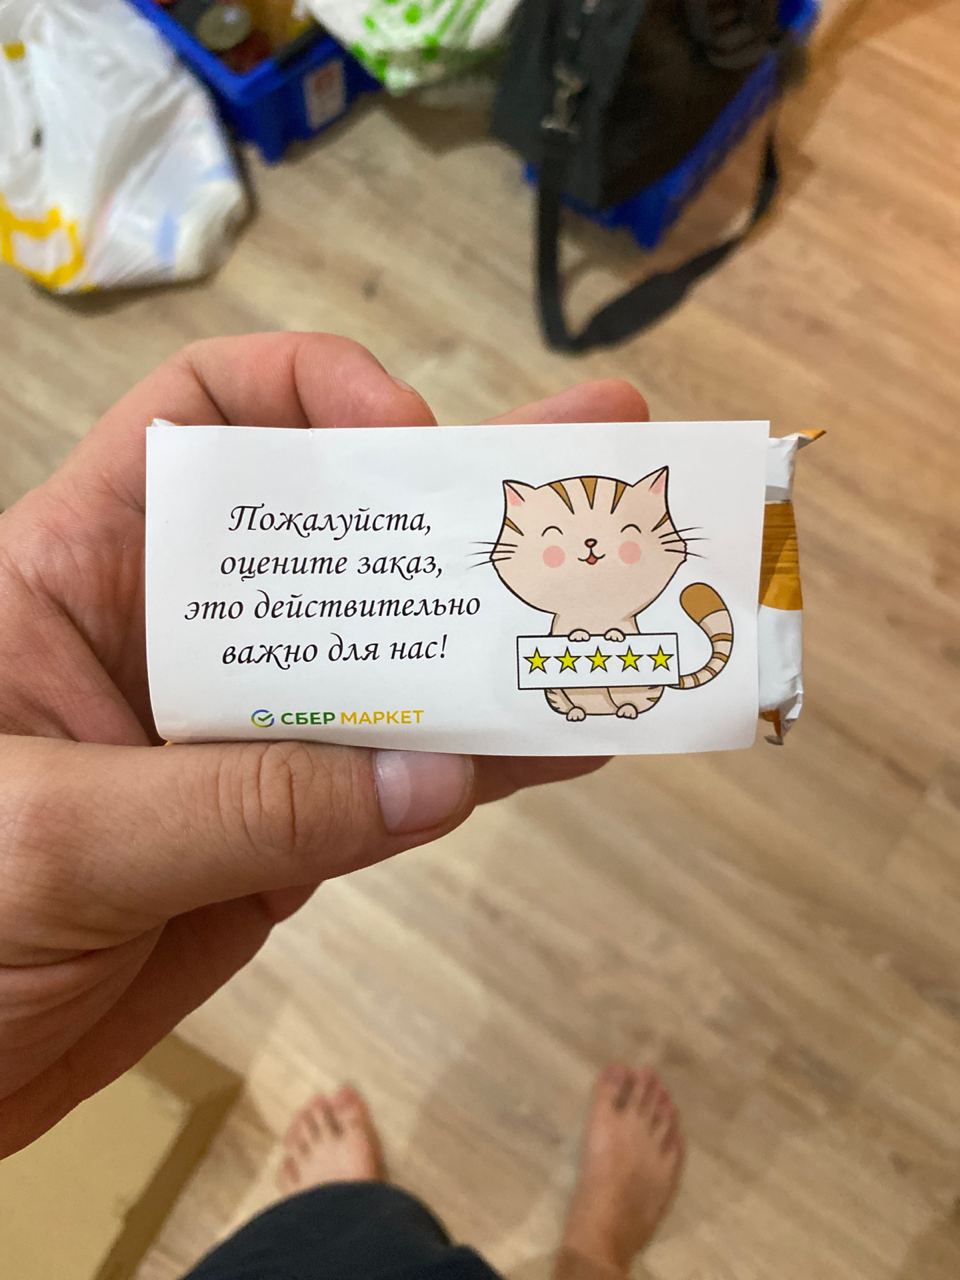 Пожалуйста,
оцените заказ,
это действительно
важно для нас!
СБЕР МАРКЕТ